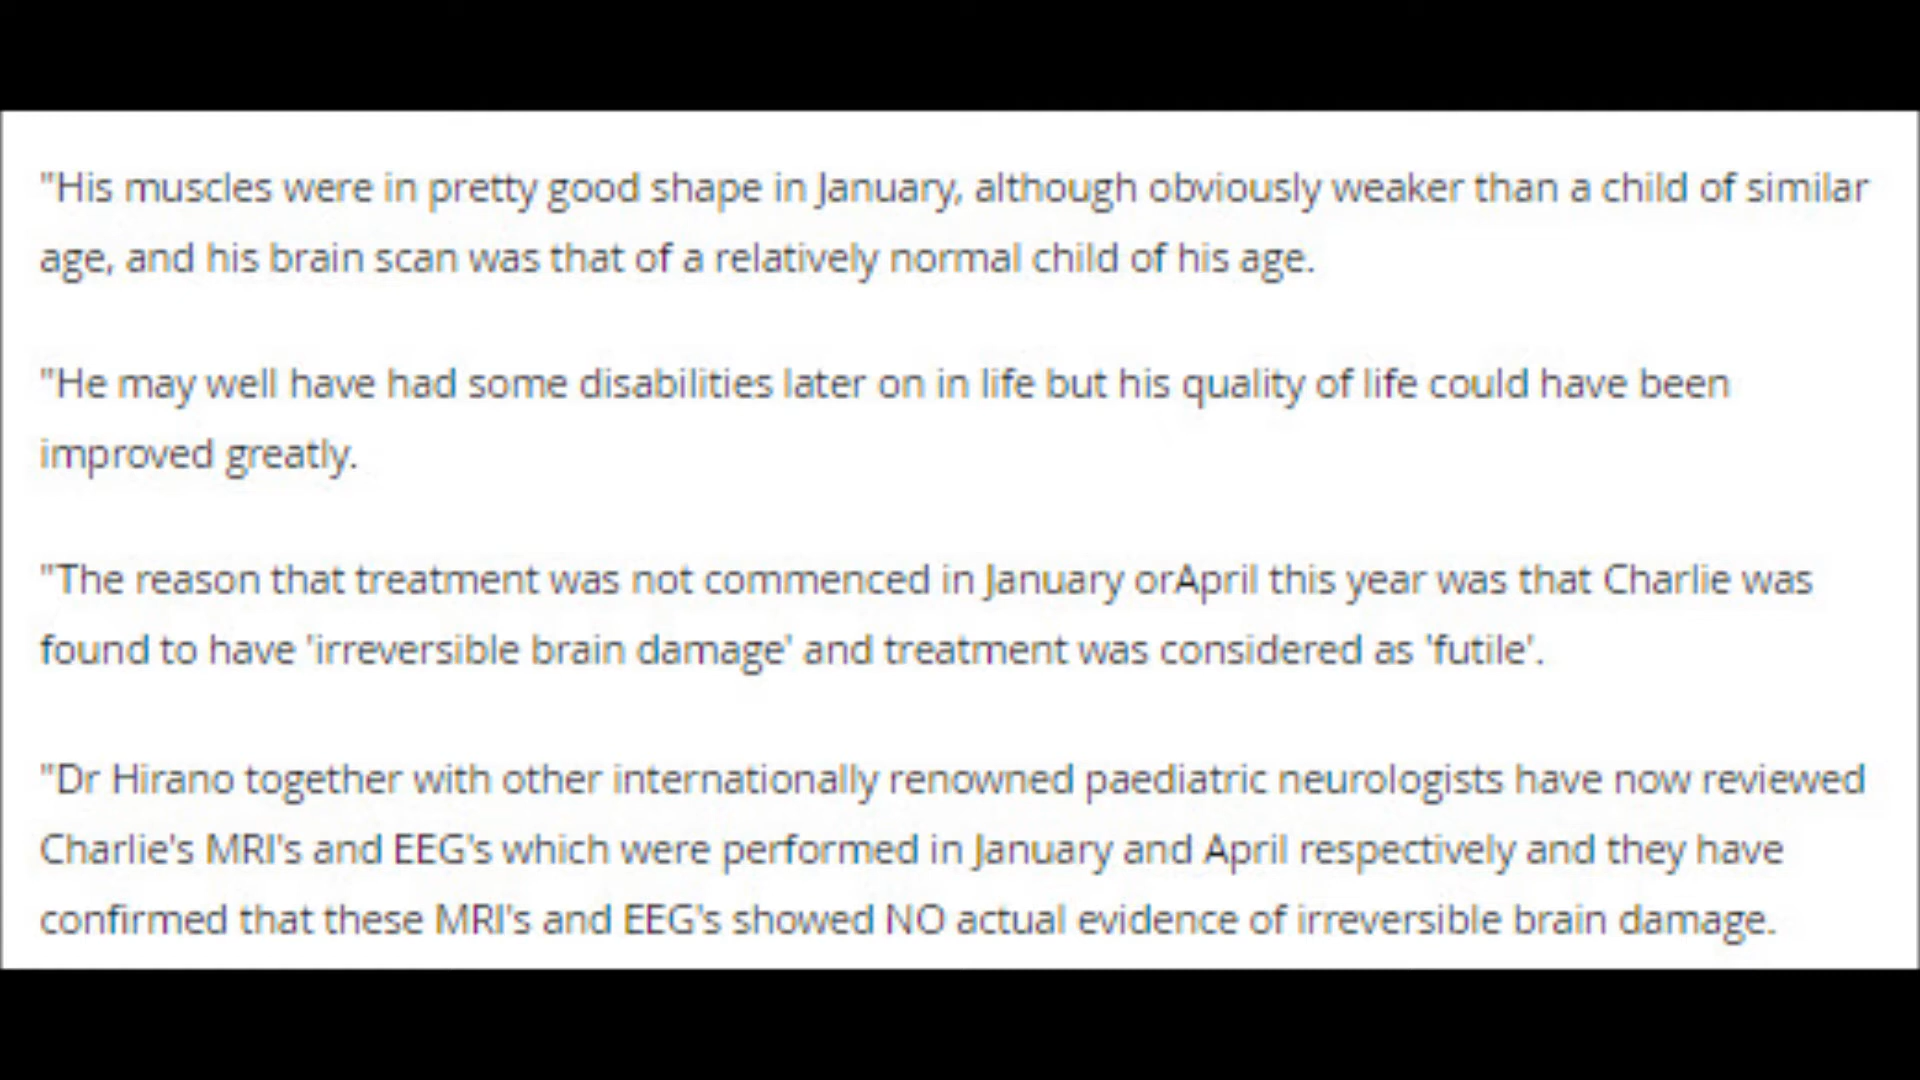 "His muscles were in pretty good shape in January, although obviously weaker than a child of similar
age, and his brain scan was that of a relatively normal child of his age.
"He may well have had some disabilities later on in life but his quality of life could have been
improved greatly.
"The reason that treatment was not commenced in January orApril this year was that Charlie was
found to have 'irreversible brain damage' and treatment was considered as 'futile'.
"Dr Hirano together with other internationally renowned paediatric neurologists have now reviewed
Charlie's MRI's and EEG's which were performed in January and April respectively and they have
confirmed that these MRI's and EEG's showed NO actual evidence of irreversible brain damage.